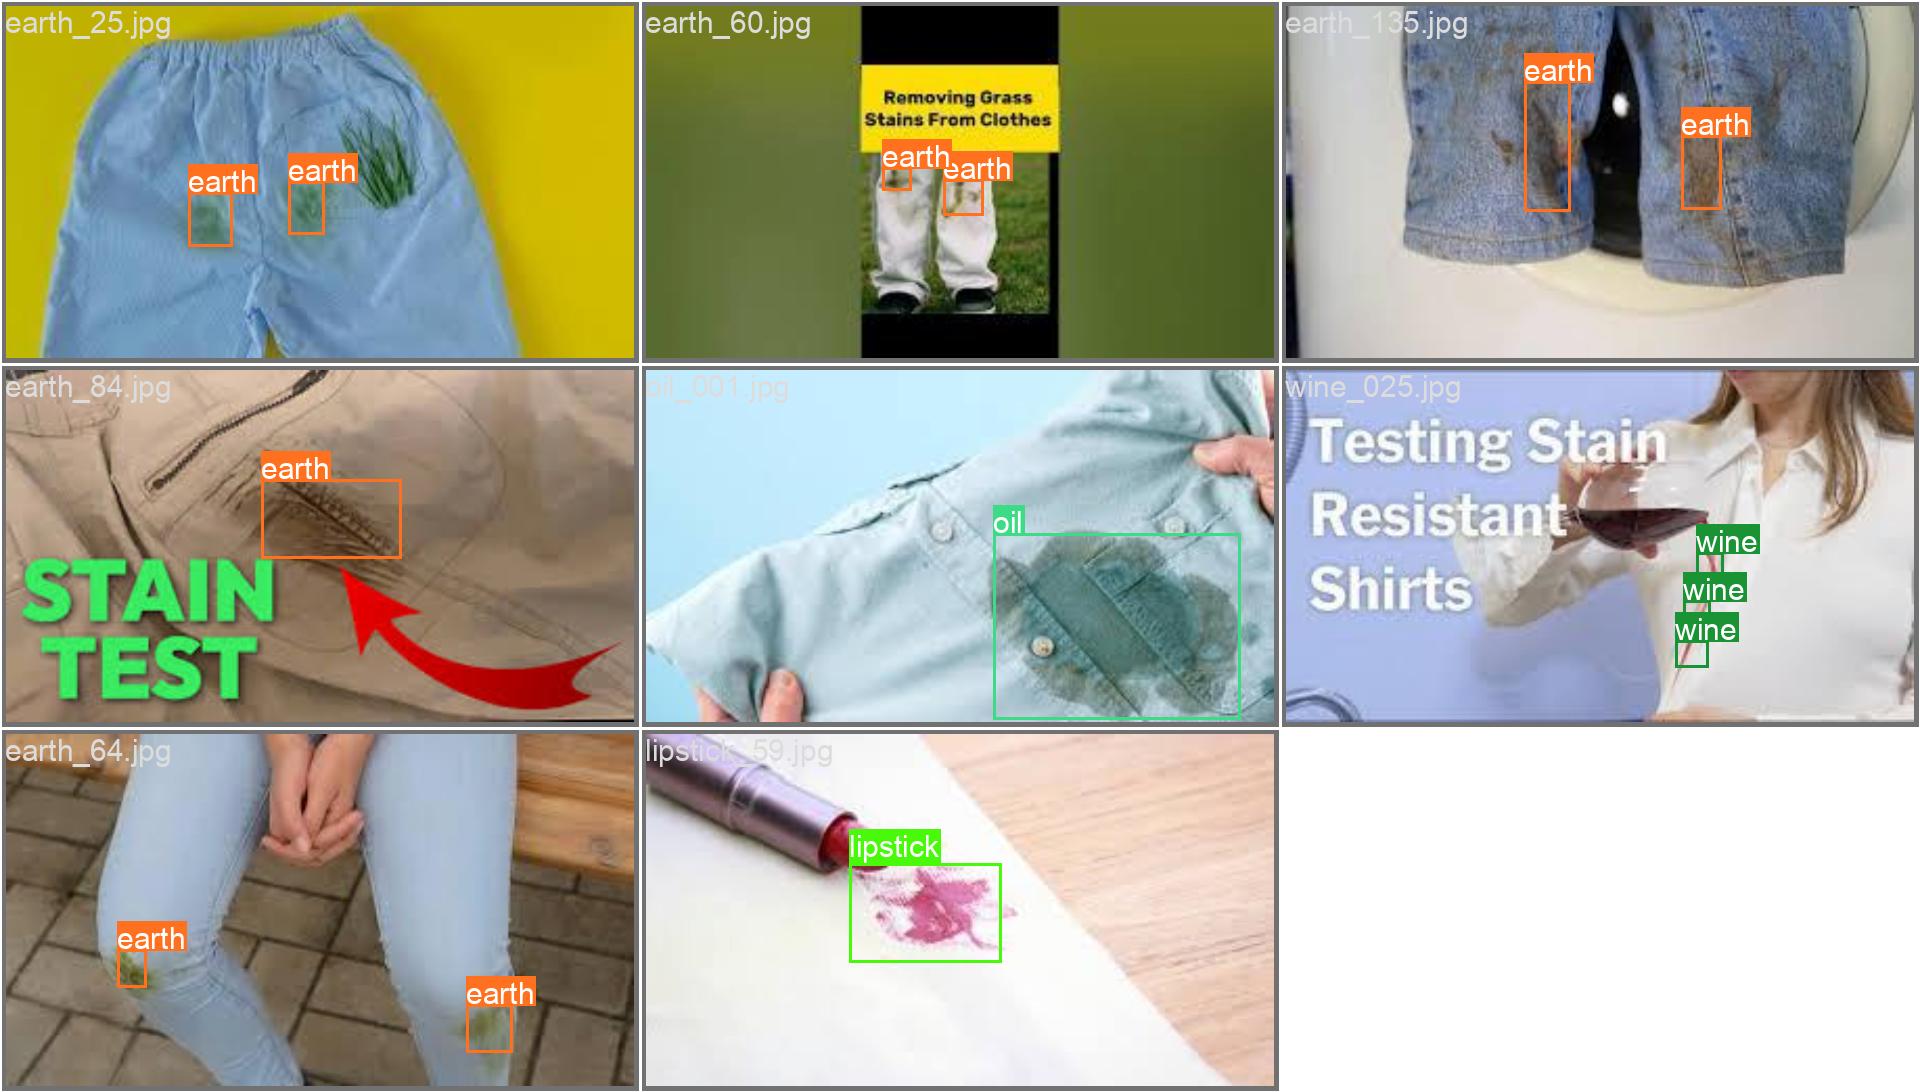 earth_25.jpg
earth
earth
earth_60.jpg
Removing Grass
Stains From Clothes
earth
earth
earth_135.jpg
earth
earth
earth_84.jpg
earth
STAIN
TEST
oil_001.jpg
oil
wine_025.jpg
Testing Stain
Resistant
Shirts
wine
wine
wine
earth_64.jpg
earth
earth
lipstick_59.jpg
lipstick